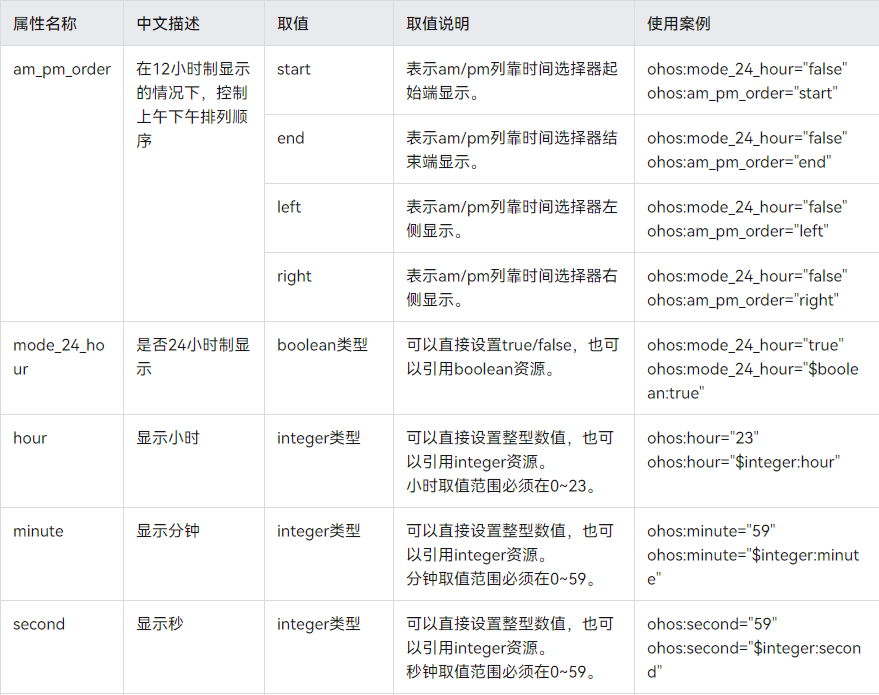 属性名称 中文描述 取值 取值说明 使用案例
am_pm_order
在12小时制显示
的情况下，控制
上午下午排列顺
序
start
表示am/pm列靠时间选择器起
始端显示。
ohos:mode_24_hour="false"
ohos:am_pm_order="start"
end
表示am/pm列靠时间选择器结
束端显示。
ohos:mode_24_hour="false"
ohos:am_pm_order="end"
left
表示am/pm列靠时间选择器左
侧显示。
ohos:mode_24_hour="false"
ohos:am_pm_order="left"
right
表示am/pm列靠时间选择器右
侧显示。
ohos:mode_24_hour="false"
ohos:am_pm_order="right"
mode_24_ho
ur
是否24小时制显
示
boolean类型
可以直接设置true/false，也可
以引用boolean资源。
ohos:mode_24_hour="true"
ohos:mode_24_hour="$boole
an:true"
hour
显示小时
integer类型
可以直接设置整型数值，也可
以引用integer资源。
小时取值范围必须在0~23。
ohos:hour="23"
ohos:hour="$integer:hour"
minute
显示分钟
integer类型
可以直接设置整型数值，也可
以引用integer资源。
分钟取值范围必须在0~59。
ohos:minute="59"
ohos:minute="$integer:minut
e"
second
显示秒
integer类型
可以直接设置整型数值，也可
以引用integer资源。
秒钟取值范围必须在0~59。
ohos:second="59"
ohos:second="$integer:secon
d"